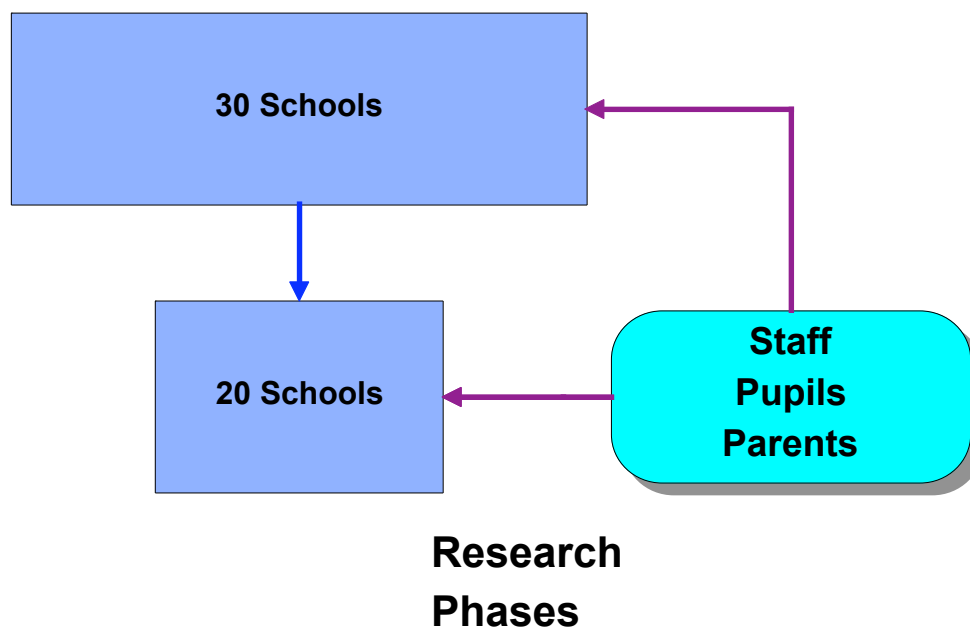 30 Schools
20 Schools
Staff
Pupils
Parents
Research
Phases